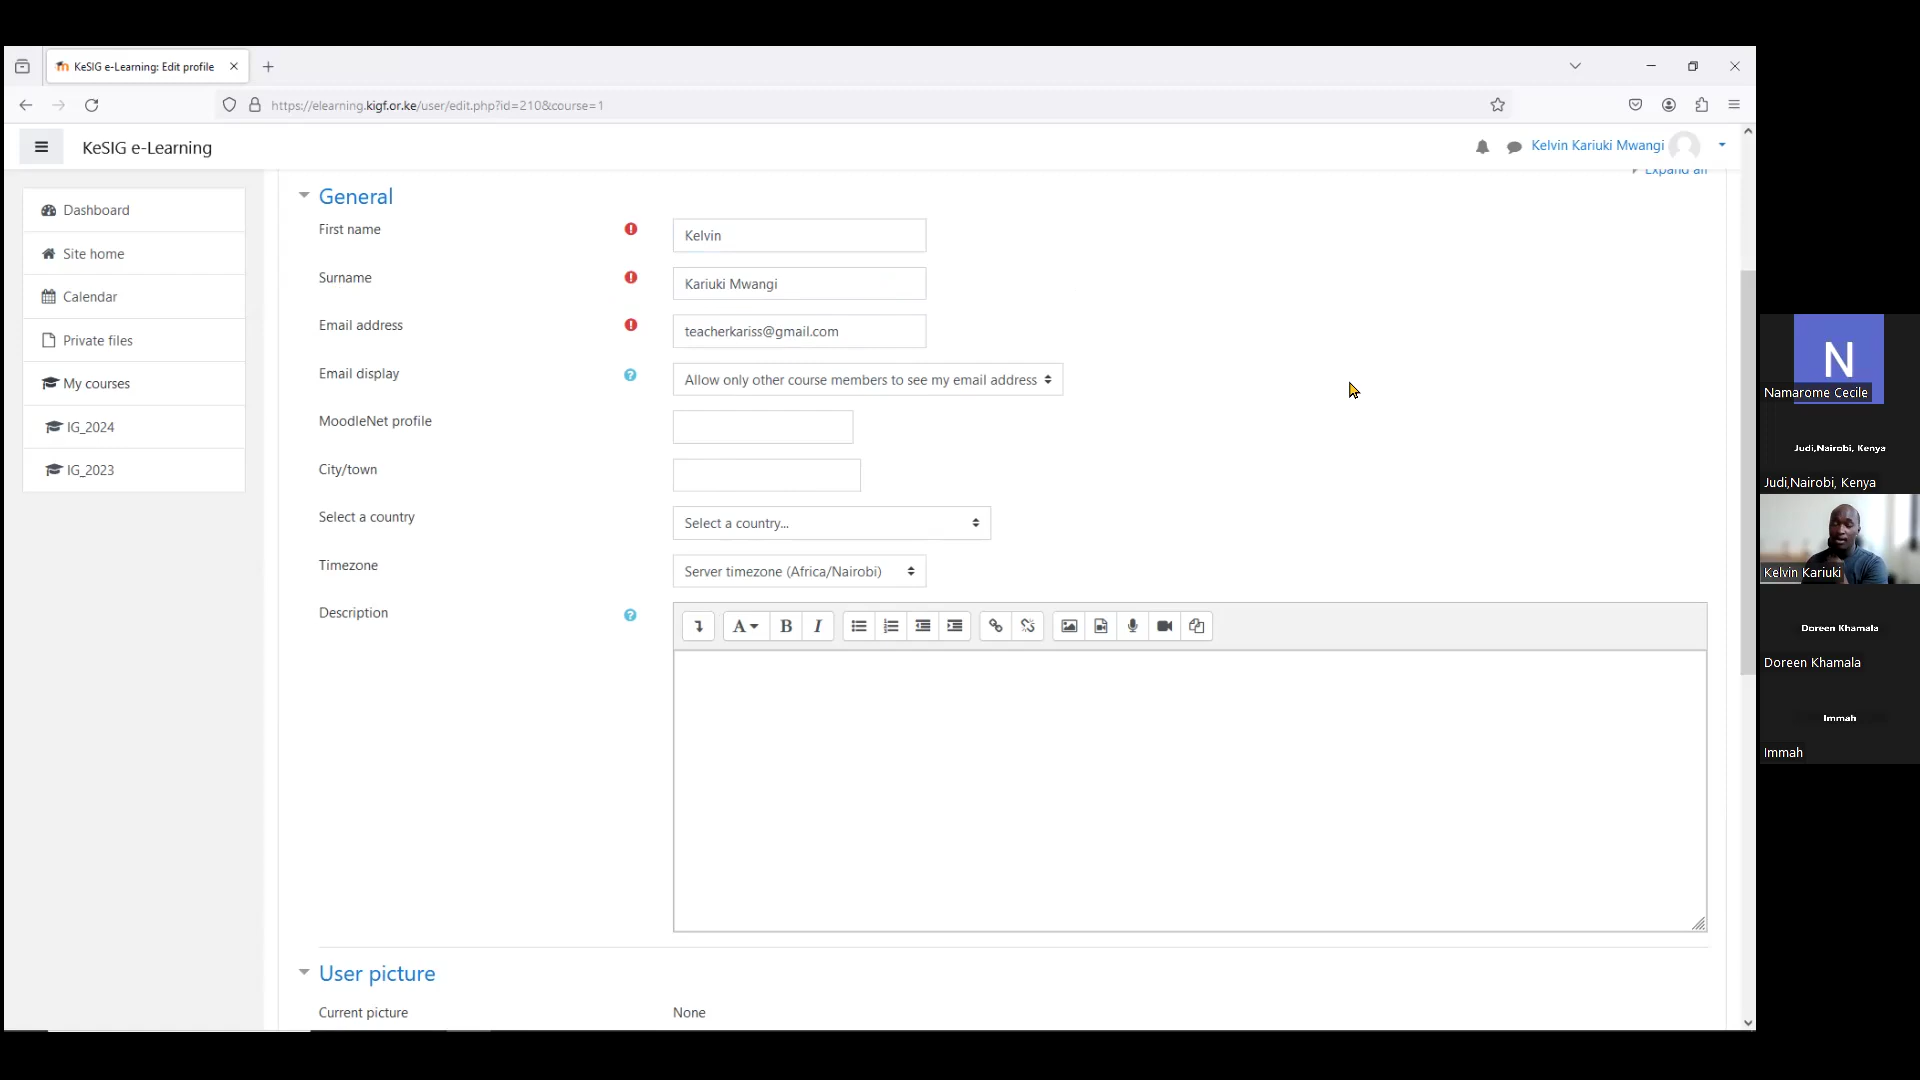 KeSIG e-Learning: Edit profile
https://elearning.kigf.or.ke/user/edit.php?id=210&course=1
KeSIG e-Learning
Kelvin Kariuki Mwangi
Expand all
Dashboard
Site home
Calendar
Private files
My courses
IG_2024
IG_2023
General
First name
Kelvin
Surname
Kariuki Mwangi
Email address
teacherkariss@gmail.com
Email display
Allow only other course members to see my email address
MoodleNet profile
City/town
Select a country
Select a country...
Timezone
Server timezone (Africa/Nairobi)
Description
A
B
I
User picture
Current picture
None
N
Namarome Cecile
Judi,Nairobi, Kenya
Judi,Nairobi, Kenya
Kelvin Kariuki
Doreen Khamala
Doreen Khamala
Immah
Immah